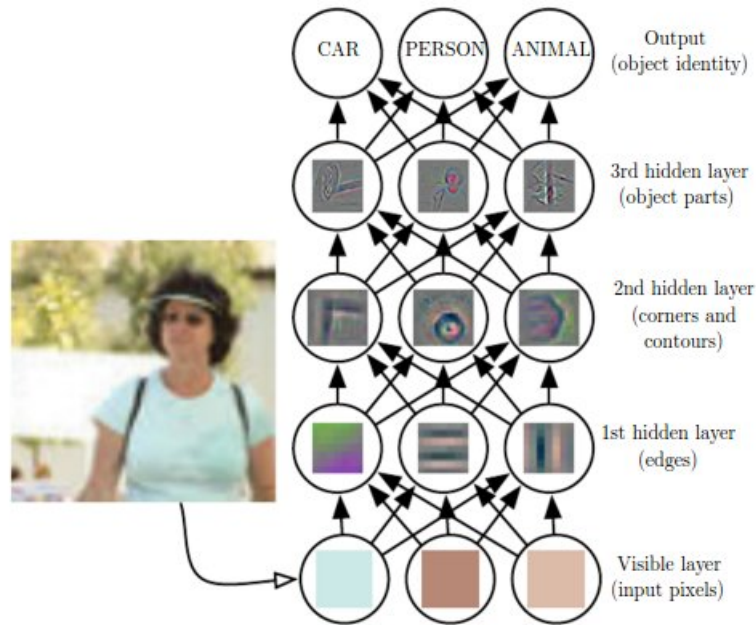 CAR PERSON ANIMAL Output
(object identity)
3rd hidden layer
(object parts)
2nd hidden layer
(corners and
contours)
1st hidden layer
(edges)
Visible layer
(input pixels)